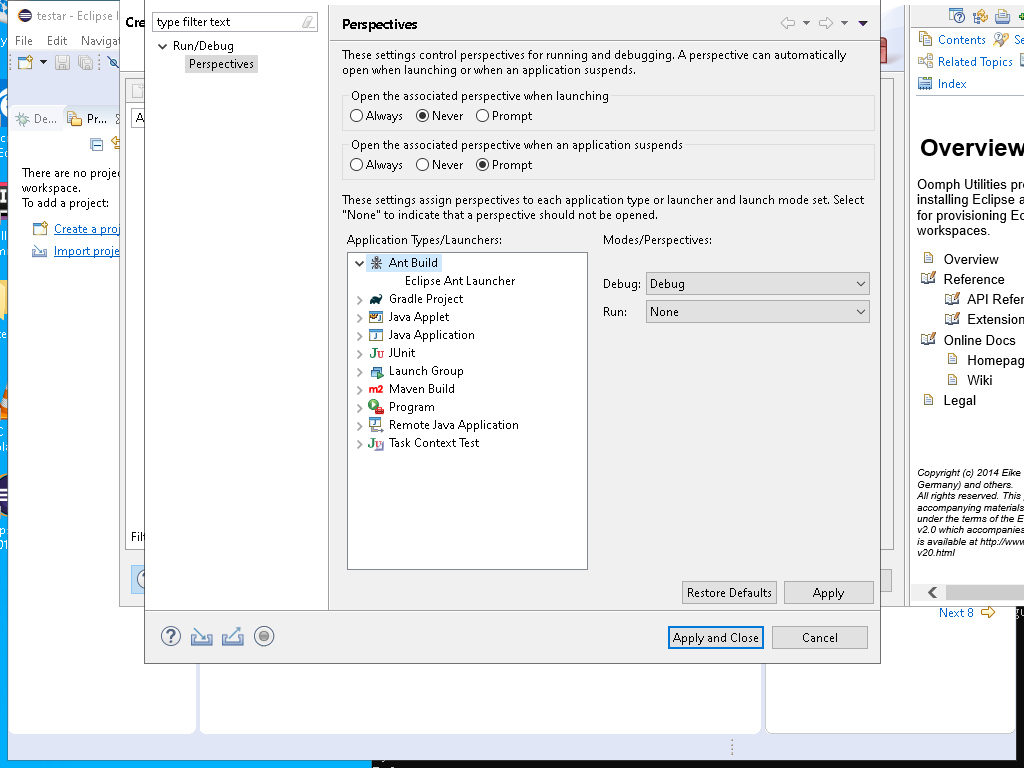 testar - Eclipse I
File Edit Navigat
De...
Pr...
There are no proje
workspace.
To add a project:
Create a proj
Import proje
Cre
A
Filt
type filter text
Run/Debug
Perspectives
Perspectives
These settings control perspectives for running and debugging. A perspective can automatically
open when launching or when an application suspends.
Open the associated perspective when launching
Always Never Prompt
Open the associated perspective when an application suspends
Always Never Prompt
These settings assign perspectives to each application type or launcher and launch mode set. Select
"None" to indicate that a perspective should not be opened.
Application Types/Launchers:
Ant Build
Eclipse Ant Launcher
Gradle Project
Java Applet
Java Application
JUnit
Launch Group
m2 Maven Build
Program
Remote Java Application
Task Context Test
Modes/Perspectives:
Debug: Debug
Run: None
Restore Defaults Apply
Apply and Close Cancel
Contents Se
Related Topics
Index
Overview
Oomph Utilities pro
installing Eclipse a
for provisioning Ec
workspaces.
Overview
Reference
API Refer
Extension
Online Docs
Homepag
Wiki
Legal
Copyright (c) 2014 Eike
Germany) and others.
All rights reserved. This
accompanying materials
under the terms of the E
v2.0 which accompanies
is available at http://www
v20.html
Next 8